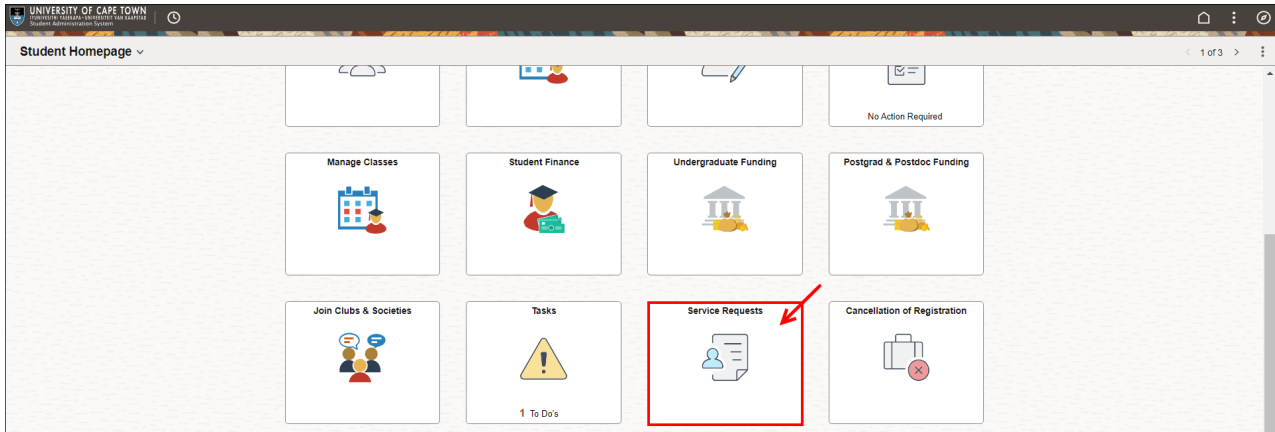 UNIVERSITY OF CAPE TOWN
Student Administration System
Student Homepage
1 of 3
No Action Required
Manage Classes
Student Finance
Undergraduate Funding
Postgrad & Postdoc Funding
Join Clubs & Societies
Tasks
Service Requests
Cancellation of Registration
1 To Do's